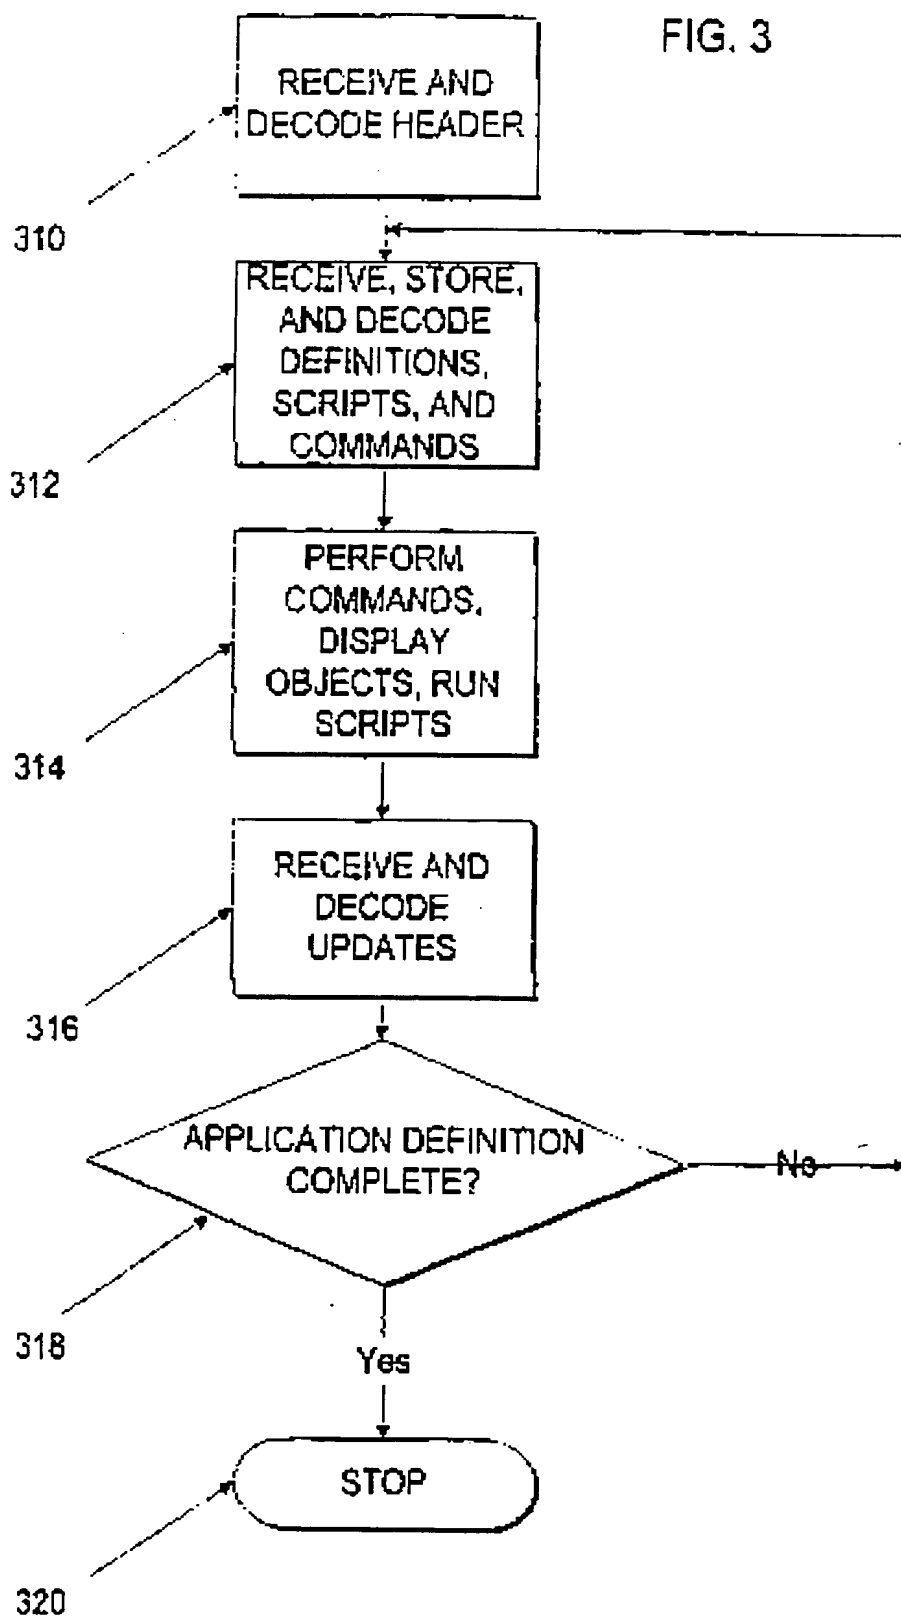 FIG. 3
RECEIVE AND
DECODE HEADER
310
RECEIVE, STORE,
AND DECODE
DEFINITIONS,
SCRIPTS, AND
COMMANDS
312
PERFORM
COMMANDS,
DISPLAY
OBJECTS, RUN
SCRIPTS
314
RECEIVE AND
DECODE
UPDATES
316
APPLICATION DEFINITION
COMPLETE?
No
318
Yes
STOP
320